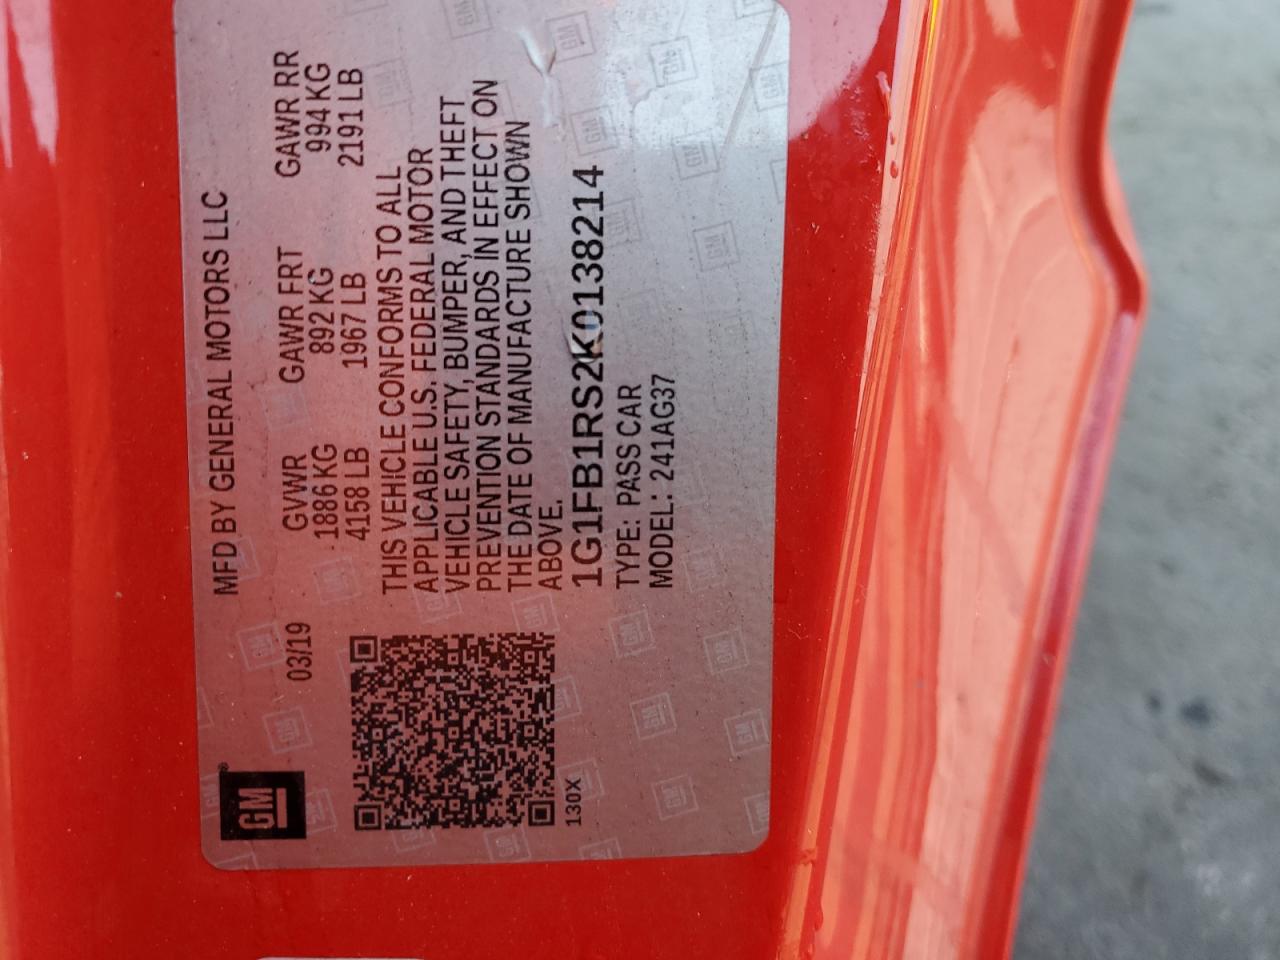 GM
MFD BY GENERAL MOTORS LLC
03/19
GVWR GAWR FRT GAWR RR
1886 KG 892 KG 994 KG
4158 LB 1967 LB 2191 LB
THIS VEHICLE CONFORMS TO ALL
APPLICABLE U.S. FEDERAL MOTOR
VEHICLE SAFETY, BUMPER, AND THEFT
PREVENTION STANDARDS IN EFFECT ON
THE DATE OF MANUFACTURE SHOWN
ABOVE.
1G1FB1RS2K0138214
TYPE: PASS CAR
MODEL: 241AG37
130X